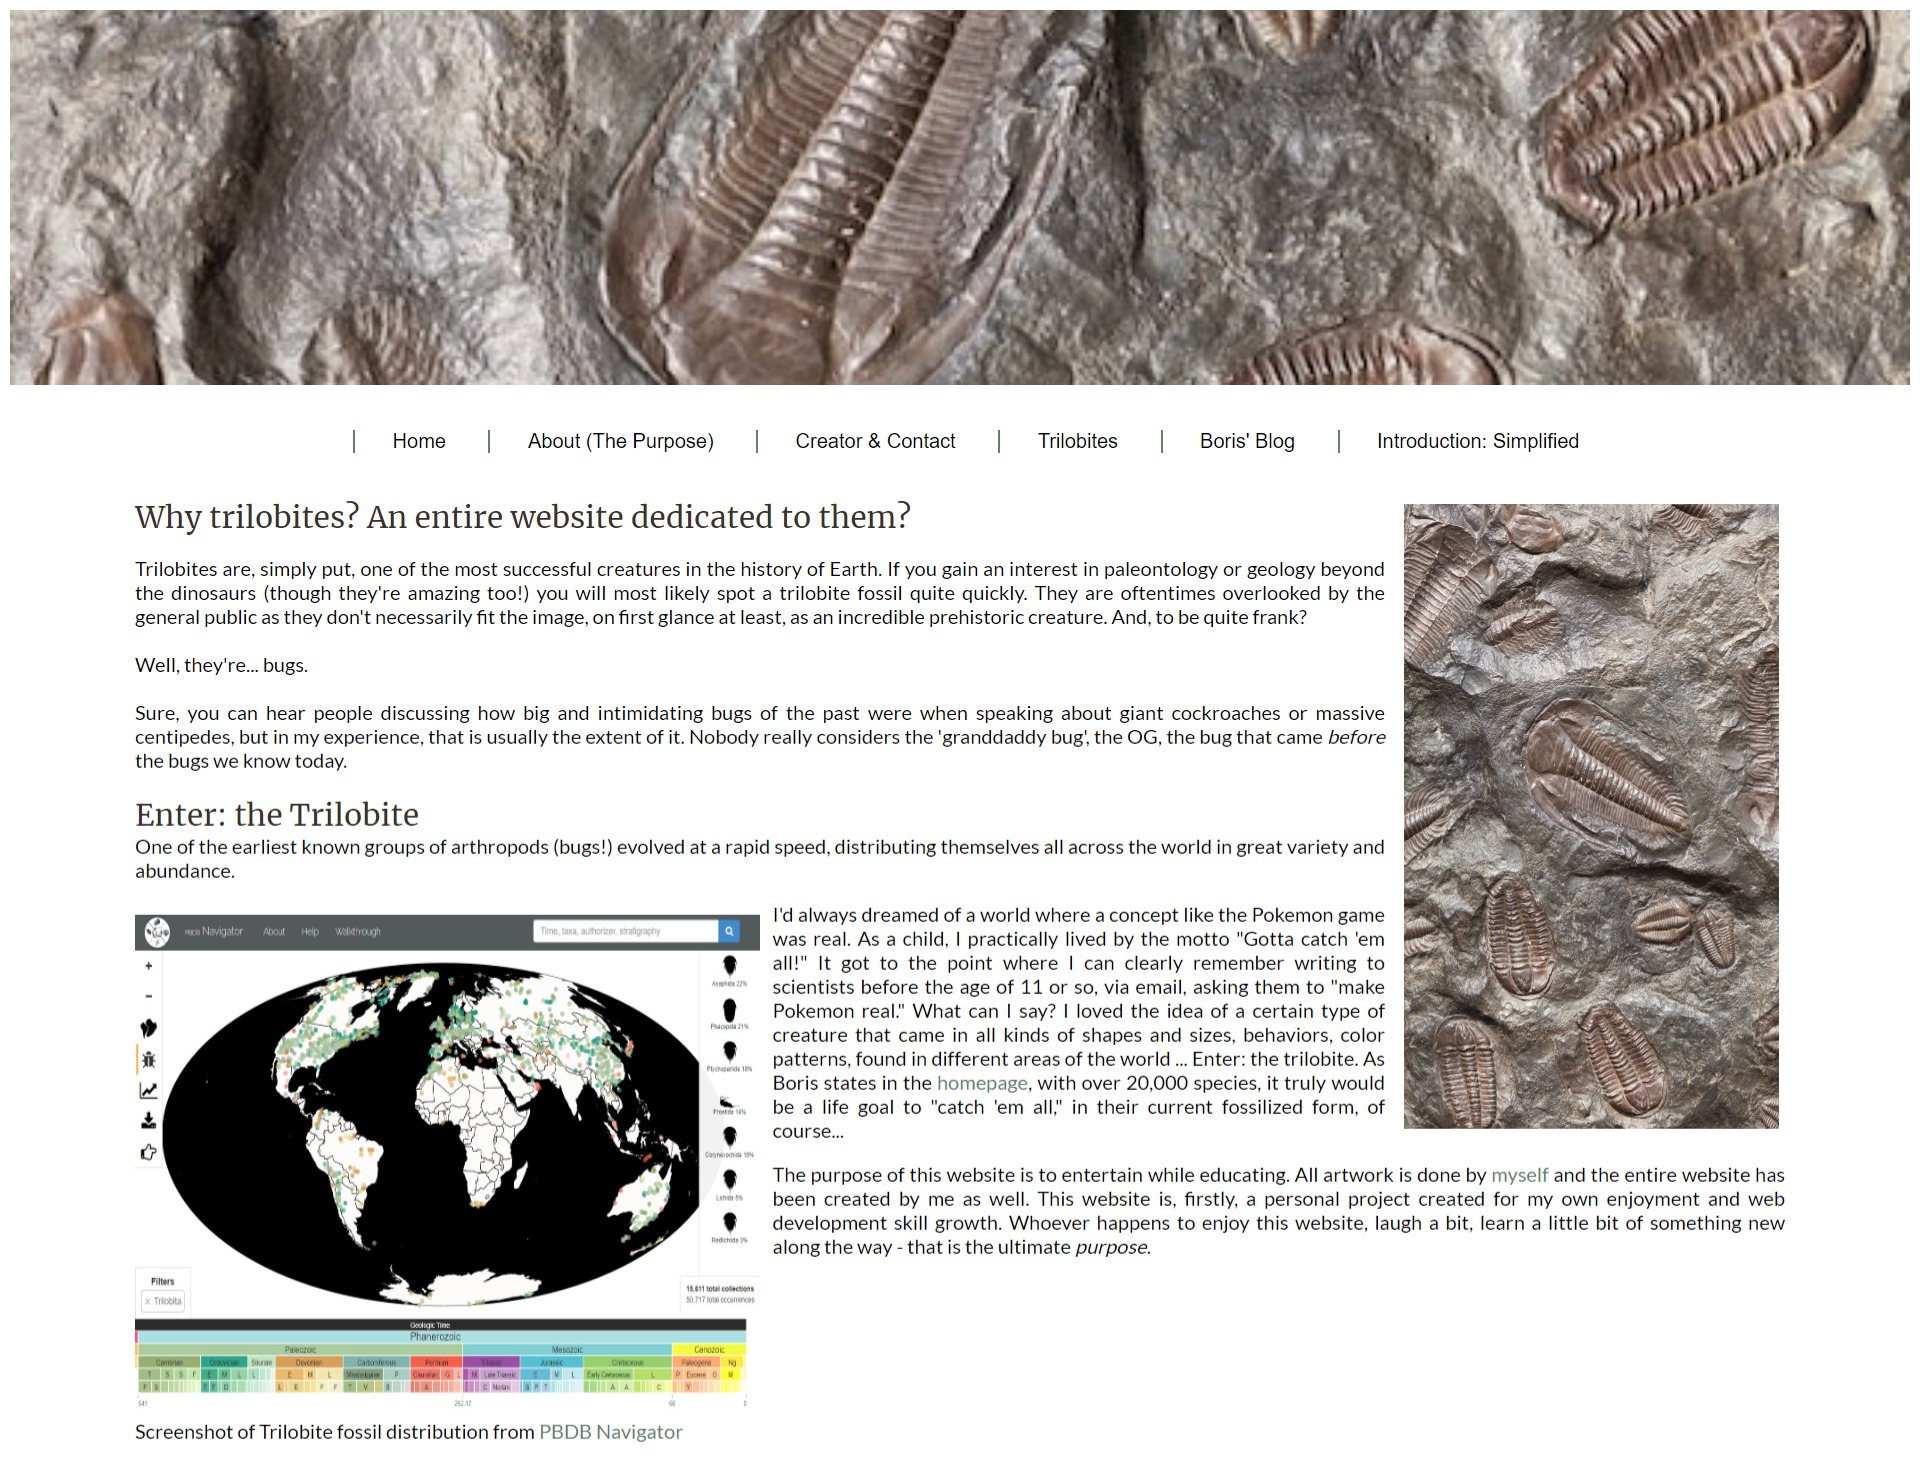 Home
About (The Purpose)
Creator & Contact
Trilobites
Boris' Blog
Introduction: Simplified
Why trilobites? An entire website dedicated to them?
Trilobites are, simply put, one of the most successful creatures in the history of Earth. If you gain an interest in paleontology or geology beyond
the dinosaurs (though they're amazing too!) you will most likely spot a trilobite fossil quite quickly. They are oftentimes overlooked by the
general public as they don't necessarily fit the image, on first glance at least, as an incredible prehistoric creature. And, to be quite frank?
Well, they're... bugs.
Sure, you can hear people discussing how big and intimidating bugs of the past were when speaking about giant cockroaches or massive
centipedes, but in my experience, that is usually the extent of it. Nobody really considers the 'granddaddy bug', the OG, the bug that came before
the bugs we know today.
Enter: the Trilobite
One of the earliest known groups of arthropods (bugs!) evolved at a rapid speed, distributing themselves all across the world in great variety and
abundance.
PBDB Navigator
About
Help
Walkthrough
Time, taxa, authorizer, stratigraphy
Asaphida 22%
Phacopida 21%
Ptychopariida 18%
Proetida 14%
Corynexochida 10%
Lichida 5%
Redlichiida 3%
Filters
× Trilobita
15,611 total collections
50,717 total occurrences
Geologic Time
Phanerozoic
Paleozoic Mesozoic Cenozoic
Cambrian Ordovician Silurian Devonian Carboniferous Permian Triassic Jurassic Cretaceous Paleogene Ng
541 252.17 66 0
Screenshot of Trilobite fossil distribution from PBDB Navigator
I'd always dreamed of a world where a concept like the Pokemon game
was real. As a child, I practically lived by the motto "Gotta catch 'em
all!" It got to the point where I can clearly remember writing to
scientists before the age of 11 or so, via email, asking them to "make
Pokemon real." What can I say? I loved the idea of a certain type of
creature that came in all kinds of shapes and sizes, behaviors, color
patterns, found in different areas of the world ... Enter: the trilobite. As
Boris states in the homepage, with over 20,000 species, it truly would
be a life goal to "catch 'em all," in their current fossilized form, of
course...
The purpose of this website is to entertain while educating. All artwork is done by myself and the entire website has
been created by me as well. This website is, firstly, a personal project created for my own enjoyment and web
development skill growth. Whoever happens to enjoy this website, laugh a bit, learn a little bit of something new
along the way - that is the ultimate purpose.